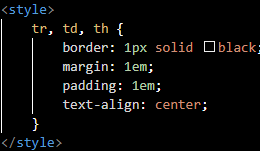 <style>
tr, td, th {
border: 1px solid black;
margin: 1em;
padding: 1em;
text-align: center;
}
</style>